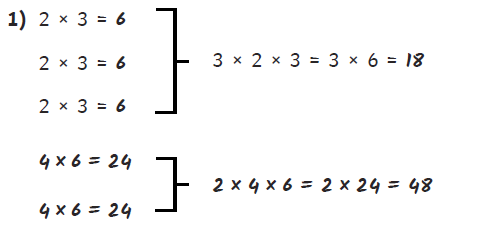 1) 2 × 3 = 6
2 × 3 = 6
3 × 2 × 3 = 3 × 6 = 18
2 × 3 = 6
4 × 6 = 24
2 × 4 × 6 = 2 × 24 = 48
4 × 6 = 24